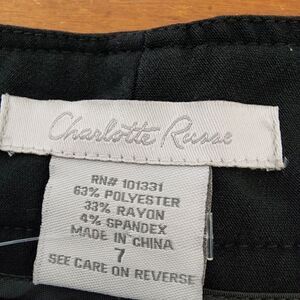 Charlotte Russe
RN# 101331
63% POLYESTER
33% RAYON
4% SPANDEX
MADE IN CHINA
7
SEE CARE ON REVERSE